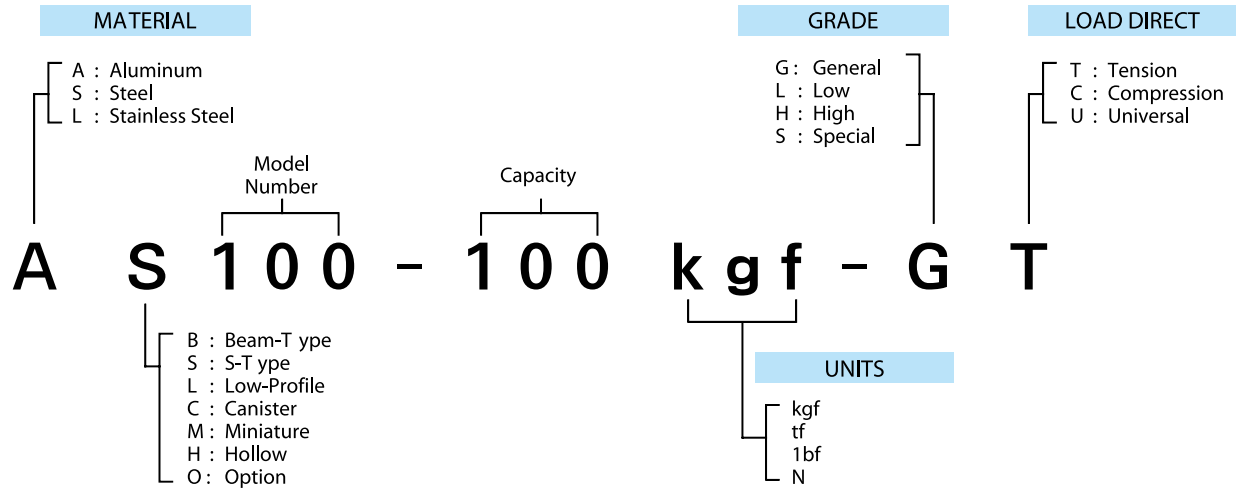 MATERIAL
A : Aluminum
S : Steel
L : Stainless Steel
GRADE
G : General
L : Low
H : High
S : Special
LOAD DIRECT
T : Tension
C : Compression
U : Universal
Model
Number
Capacity
A S 1 0 0 - 1 0 0 k g f - G T
B : Beam-T ype
S : S-T ype
L : Low-Profile
C : Canister
M : Miniature
H : Hollow
O : Option
UNITS
kgf
tf
1bf
N